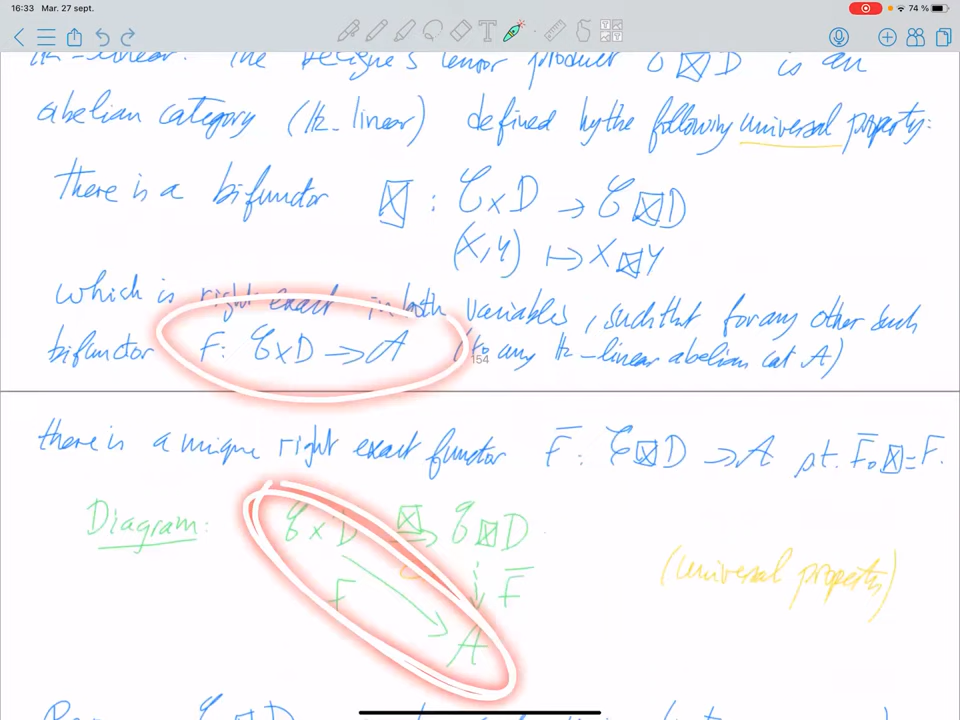 16:33 Mar. 27 sept. 74 %
k-linear. The Deligne's tensor product C⊠D is an
abelian category (k-linear) defined by the following universal property:
there is a bifunctor ⊠ : C×D → C⊠D
(X,Y) ↦ X⊠Y
which is right exact in both variables, such that for any other such
bifunctor F: C×D → A (to any k-linear abelian cat A)
154
there is a unique right exact functor F̄ : C⊠D → A st. F̄∘⊠=F.
Diagram: C×D ⊠→ C⊠D
F F̄ (universal property)
A
C⊠D